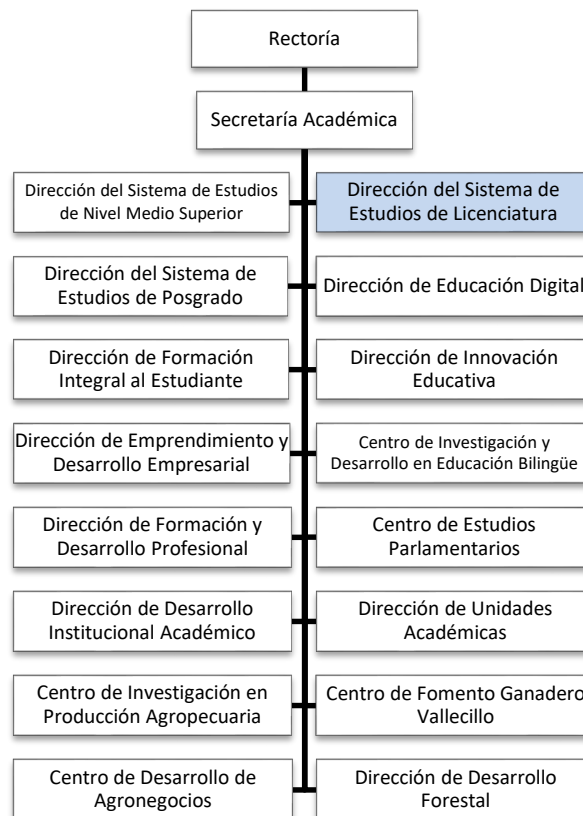 Rectoría
Secretaría Académica
Dirección del Sistema de Estudios
de Nivel Medio Superior
Dirección del Sistema de
Estudios de Licenciatura
Dirección del Sistema de
Estudios de Posgrado
Dirección de Educación Digital
Dirección de Formación
Integral al Estudiante
Dirección de Innovación
Educativa
Dirección de Emprendimiento y
Desarrollo Empresarial
Centro de Investigación y
Desarrollo en Educación Bilingüe
Dirección de Formación y
Desarrollo Profesional
Centro de Estudios
Parlamentarios
Dirección de Desarrollo
Institucional Académico
Dirección de Unidades
Académicas
Centro de Investigación en
Producción Agropecuaria
Centro de Fomento Ganadero
Vallecillo
Centro de Desarrollo de
Agronegocios
Dirección de Desarrollo
Forestal